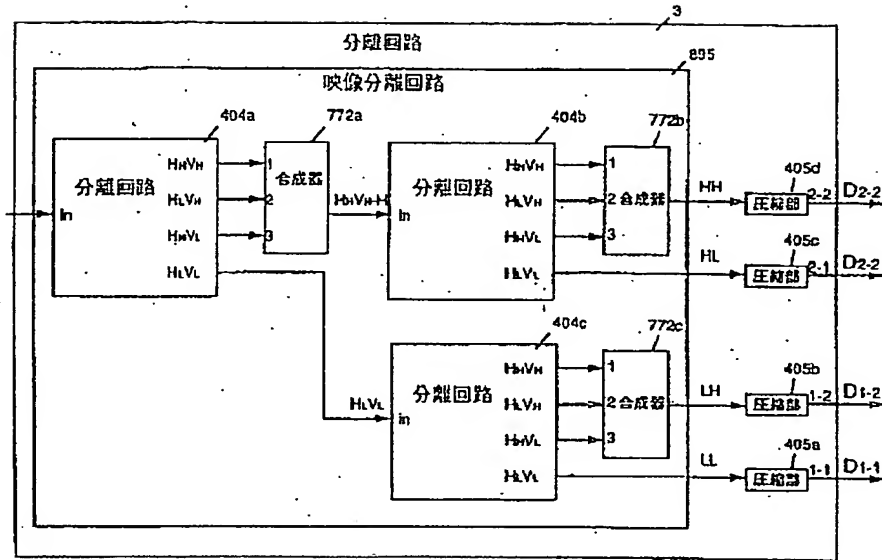 3
分離回路
895
映像分離回路
404a
772a
404b
772b
分離回路
HHVH
HLVH
HHVL
HLVL
In
1
2
3
合成器
HHVH-H
分離回路
HHVH
HLVH
HHVL
HLVL
in
1
2
3
合成器
HH
405d
圧縮部
2-2
D2-2
HL
405c
圧縮部
2-1
D2-2
404c
772c
HLVL
分離回路
HHVH
HLVH
HHVL
HLVL
in
1
2
3
合成器
LH
405b
圧縮部
1-2
D1-2
LL
405a
圧縮部
1-1
D1-1